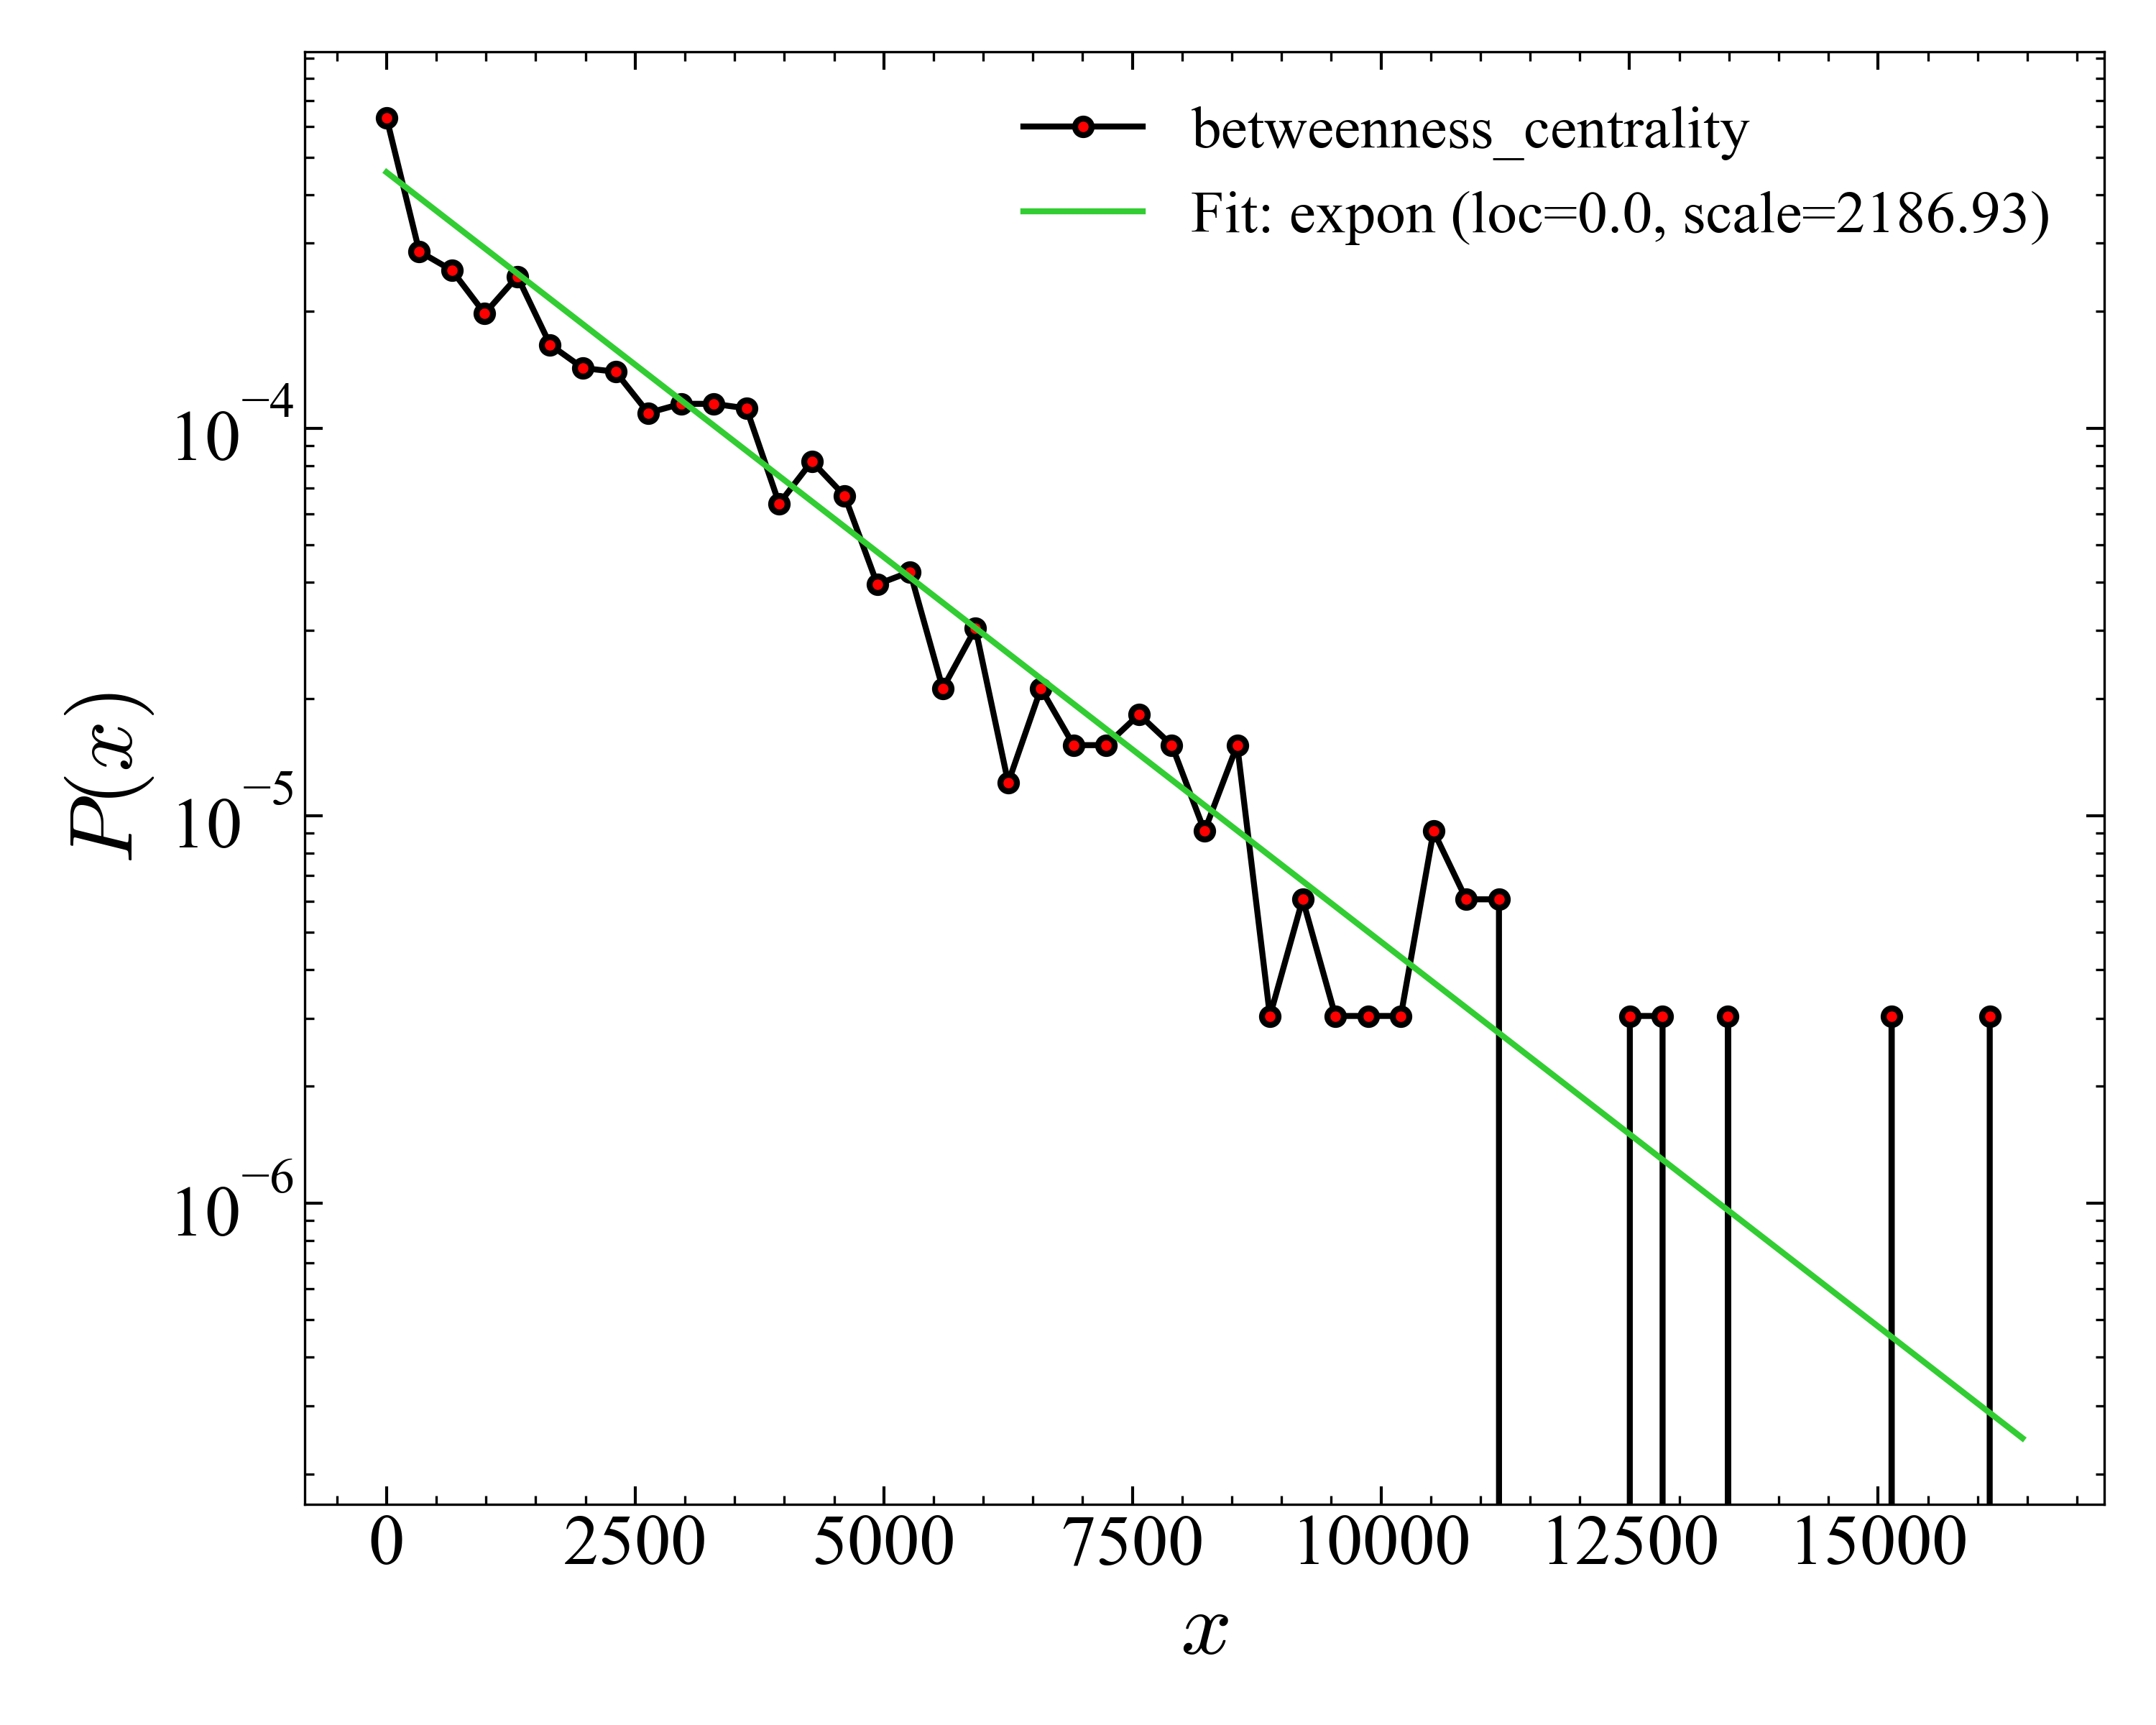 betweenness_centrality
Fit: expon (loc=0.0, scale=2186.93)
P(x)
10⁻⁴
10⁻⁵
10⁻⁶
0 2500 5000 7500 10000 12500 15000
x